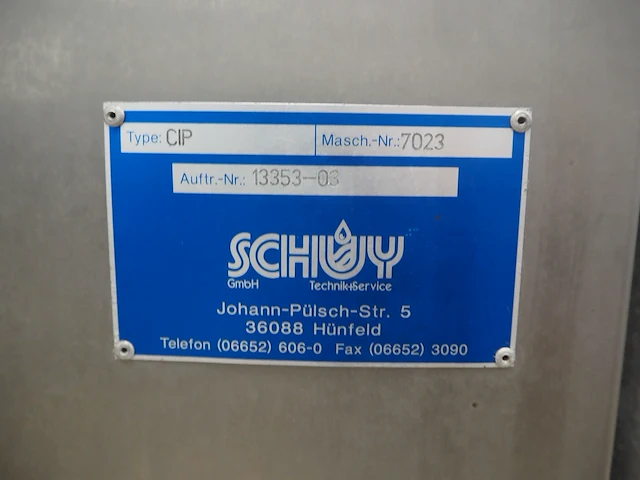 Type: CIP Masch.-Nr.: 7023
Auftr.-Nr.: 13353-03
SCHUY
GmbH Technik+Service
Johann-Pülsch-Str. 5
36088 Hünfeld
Telefon (06652) 606-0 Fax (06652) 3090